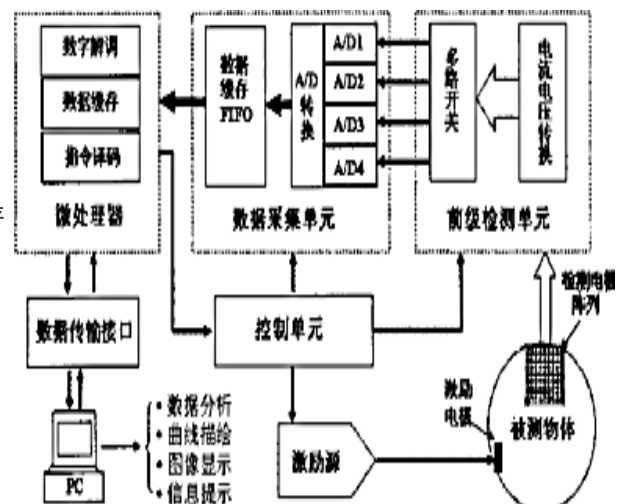 数字解调
数据缓存
指令译码
微处理器
数据
缓存
FIFO
A/D
转换
A/D1
A/D2
A/D3
A/D4
数据采集单元
多路开关
电流电压转换
前级检测单元
数据传输接口
控制单元
检测电极
阵列
激励
电极
被测物体
激励源
PC
• 数据分析
• 曲线描绘
• 图像显示
• 信息提示